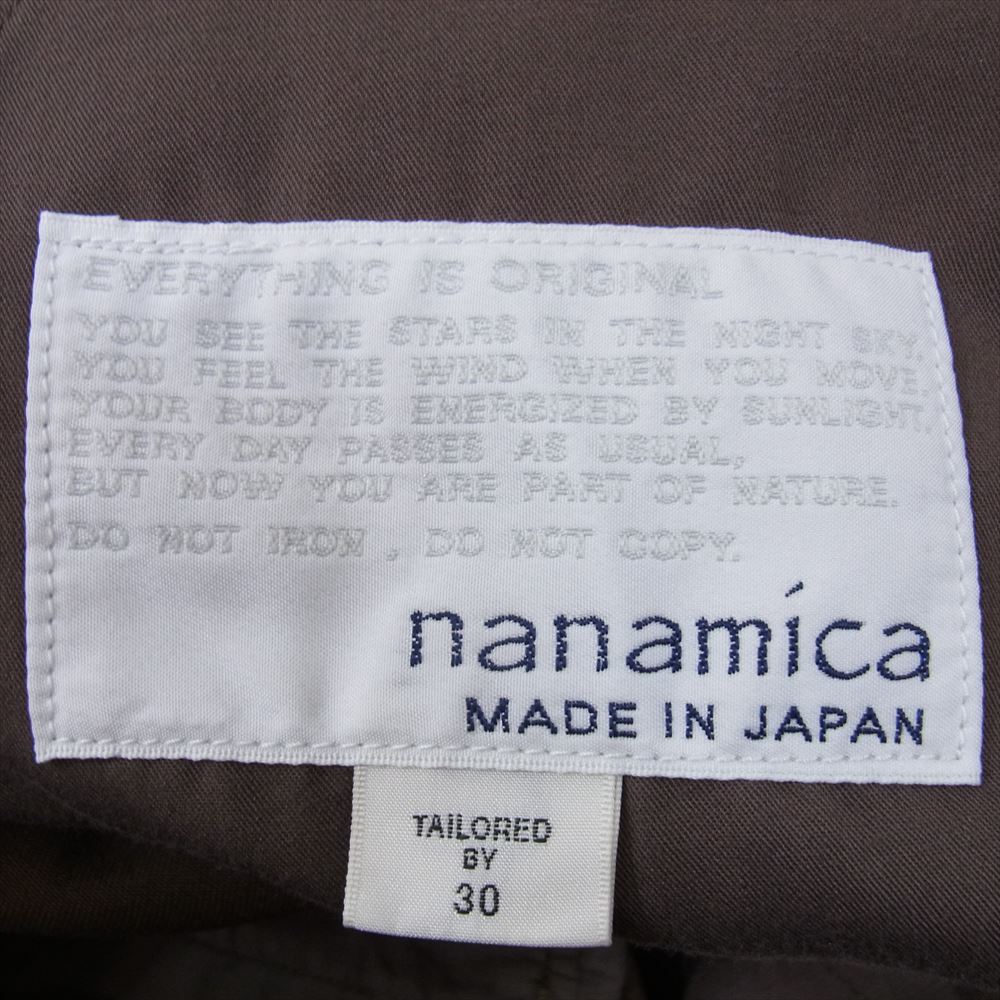 EVERYTHING IS ORIGINAL
YOU SEE THE STARS IN THE NIGHT SKY.
YOU FEEL THE WIND WHEN YOU MOVE.
YOUR BODY IS ENERGIZED BY SUNLIGHT.
EVERY DAY PASSES AS USUAL,
BUT NOW YOU ARE PART OF NATURE.
DO NOT IRON , DO NOT COPY.
nanamíca
MADE IN JAPAN
TAILORED
BY
30